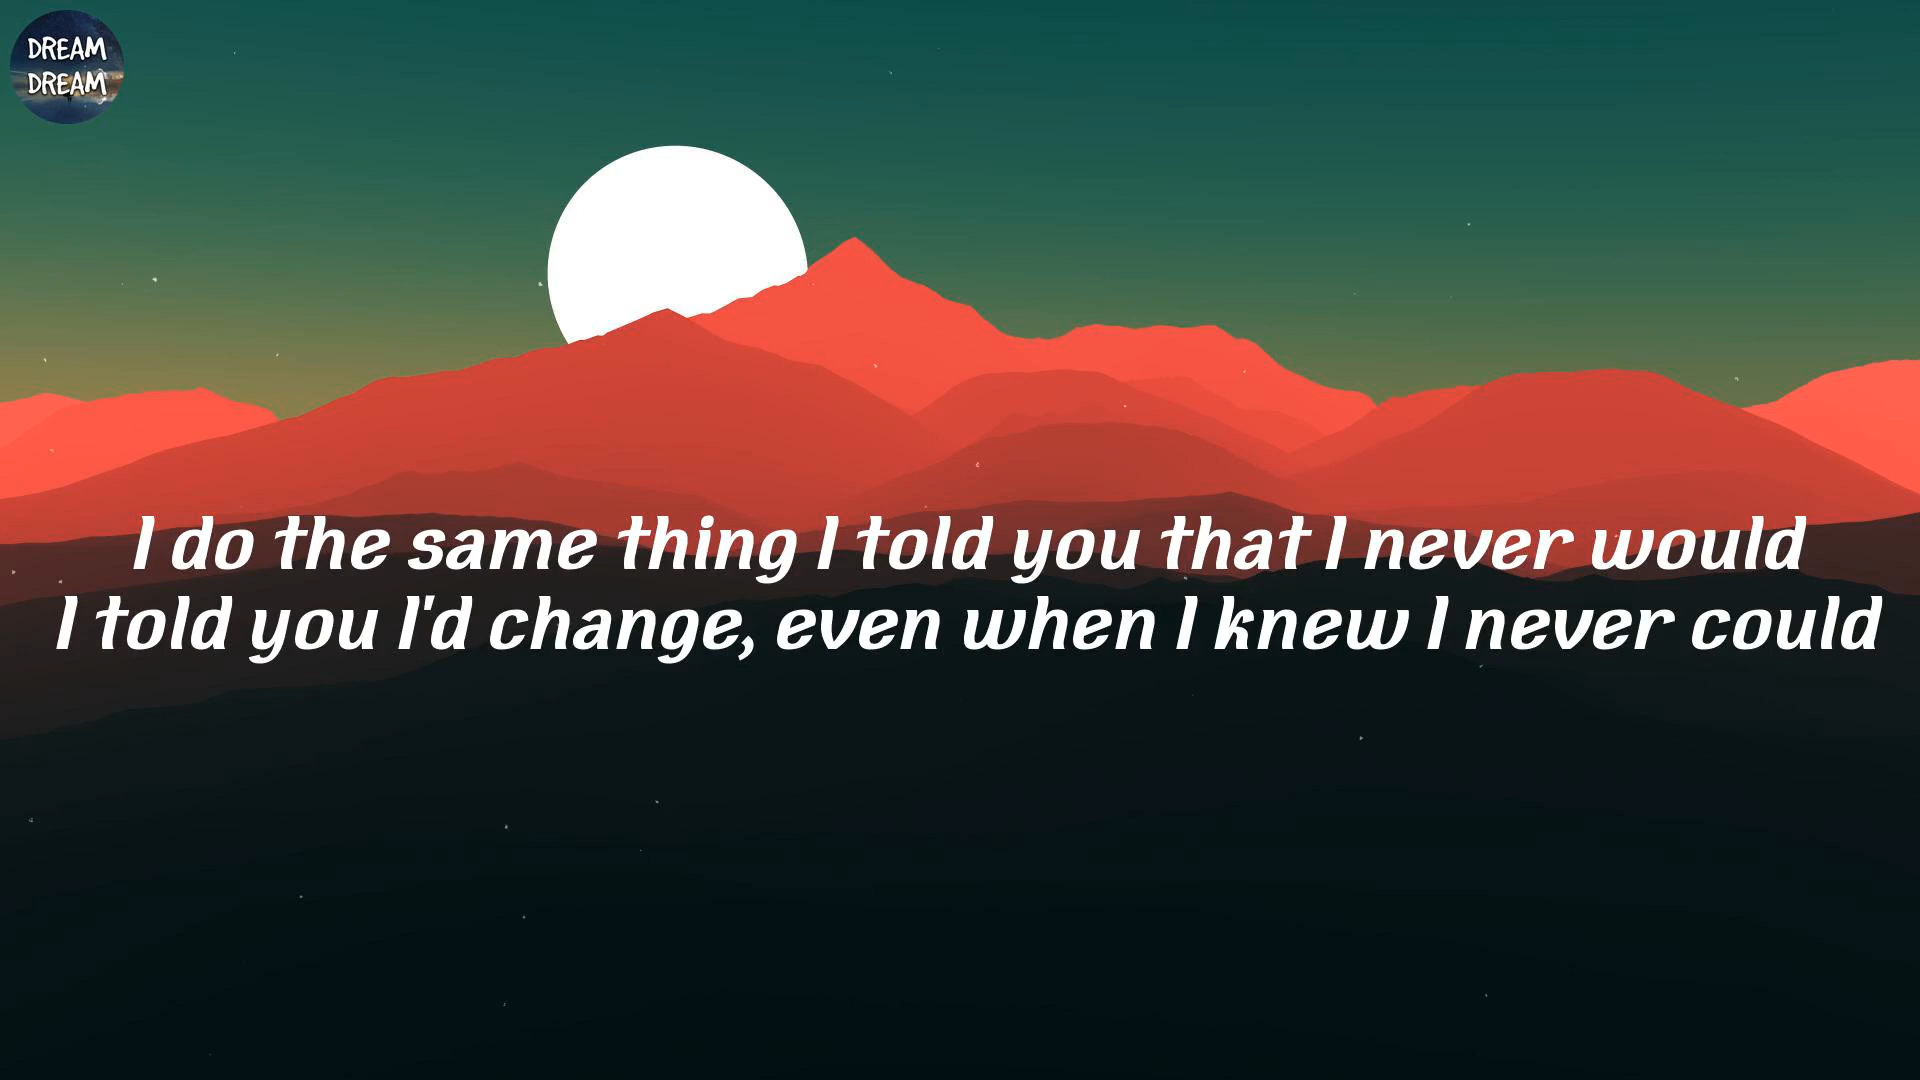 DREAM
DREAM
I do the same thing I told you that I never would
I told you I'd change, even when I knew I never could